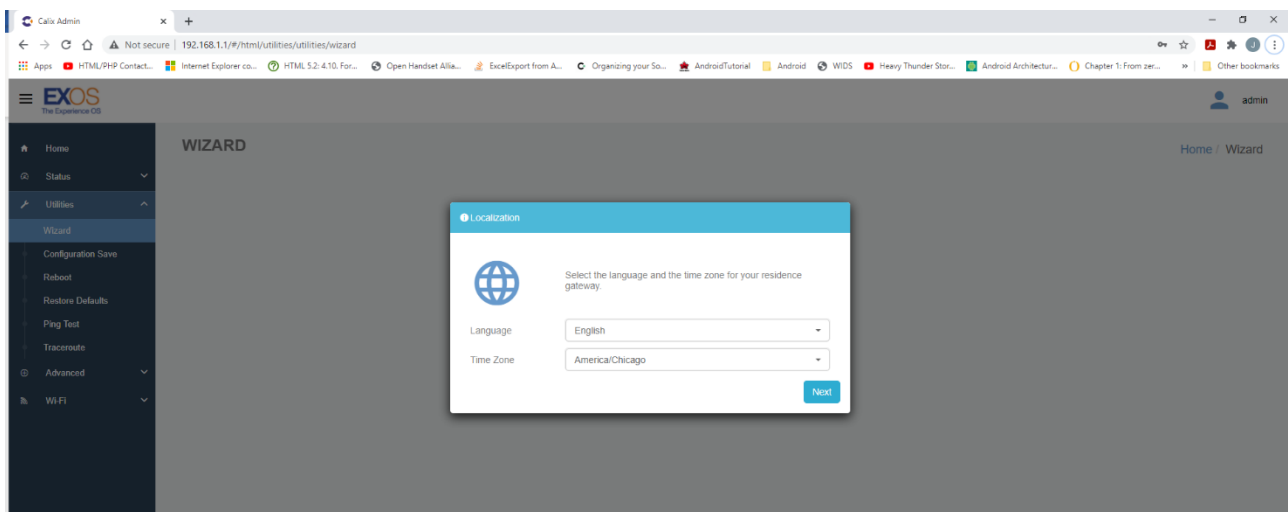 Calix Admin
Not secure | 192.168.1.1/#/html/utilities/utilities/wizard
Apps HTML/PHP Contact... Internet Explorer co... HTML 5.2: 4.10. For... Open Handset Allia... ExcelExport from A... Organizing your So... AndroidTutorial Android WIDS Heavy Thunder Stor... Android Architectur... Chapter 1: From zer... » Other bookmarks
EXOS
The Experience OS
admin
Home
Status
Utilities
Wizard
Configuration Save
Reboot
Restore Defaults
Ping Test
Traceroute
Advanced
Wi-Fi
WIZARD
Home / Wizard
Localization
Select the language and the time zone for your residence
gateway.
Language English
Time Zone America/Chicago
Next